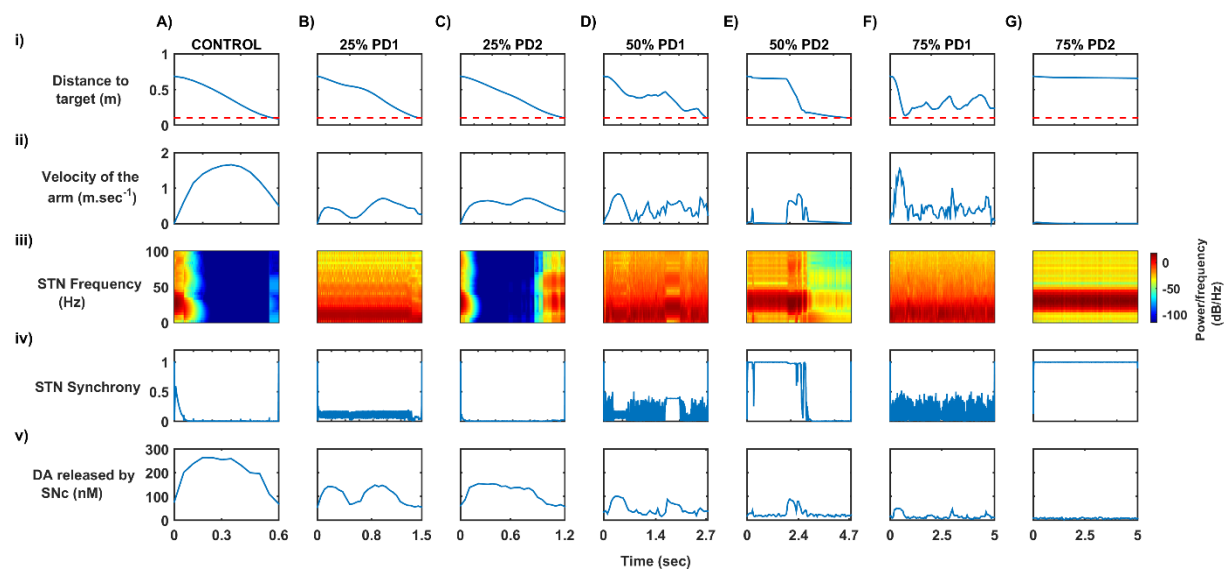 A) B) C) D) E) F) G)
CONTROL 25% PD1 25% PD2 50% PD1 50% PD2 75% PD1 75% PD2
i)
Distance to
target (m)
1
0.5
0
ii)
Velocity of the
arm (m.sec-1)
2
1
0
iii)
STN Frequency
(Hz)
100
50
0
0
-50
-100
Power/frequency
(dB/Hz)
iv)
STN Synchrony
1
0.5
0
v)
DA released by
SNc (nM)
300
200
100
0
0 0.3 0.6
0 0.8 1.5
0 0.6 1.2
0 1.4 2.7
0 2.4 4.7
0 2.5 5
0 2.5 5
Time (sec)